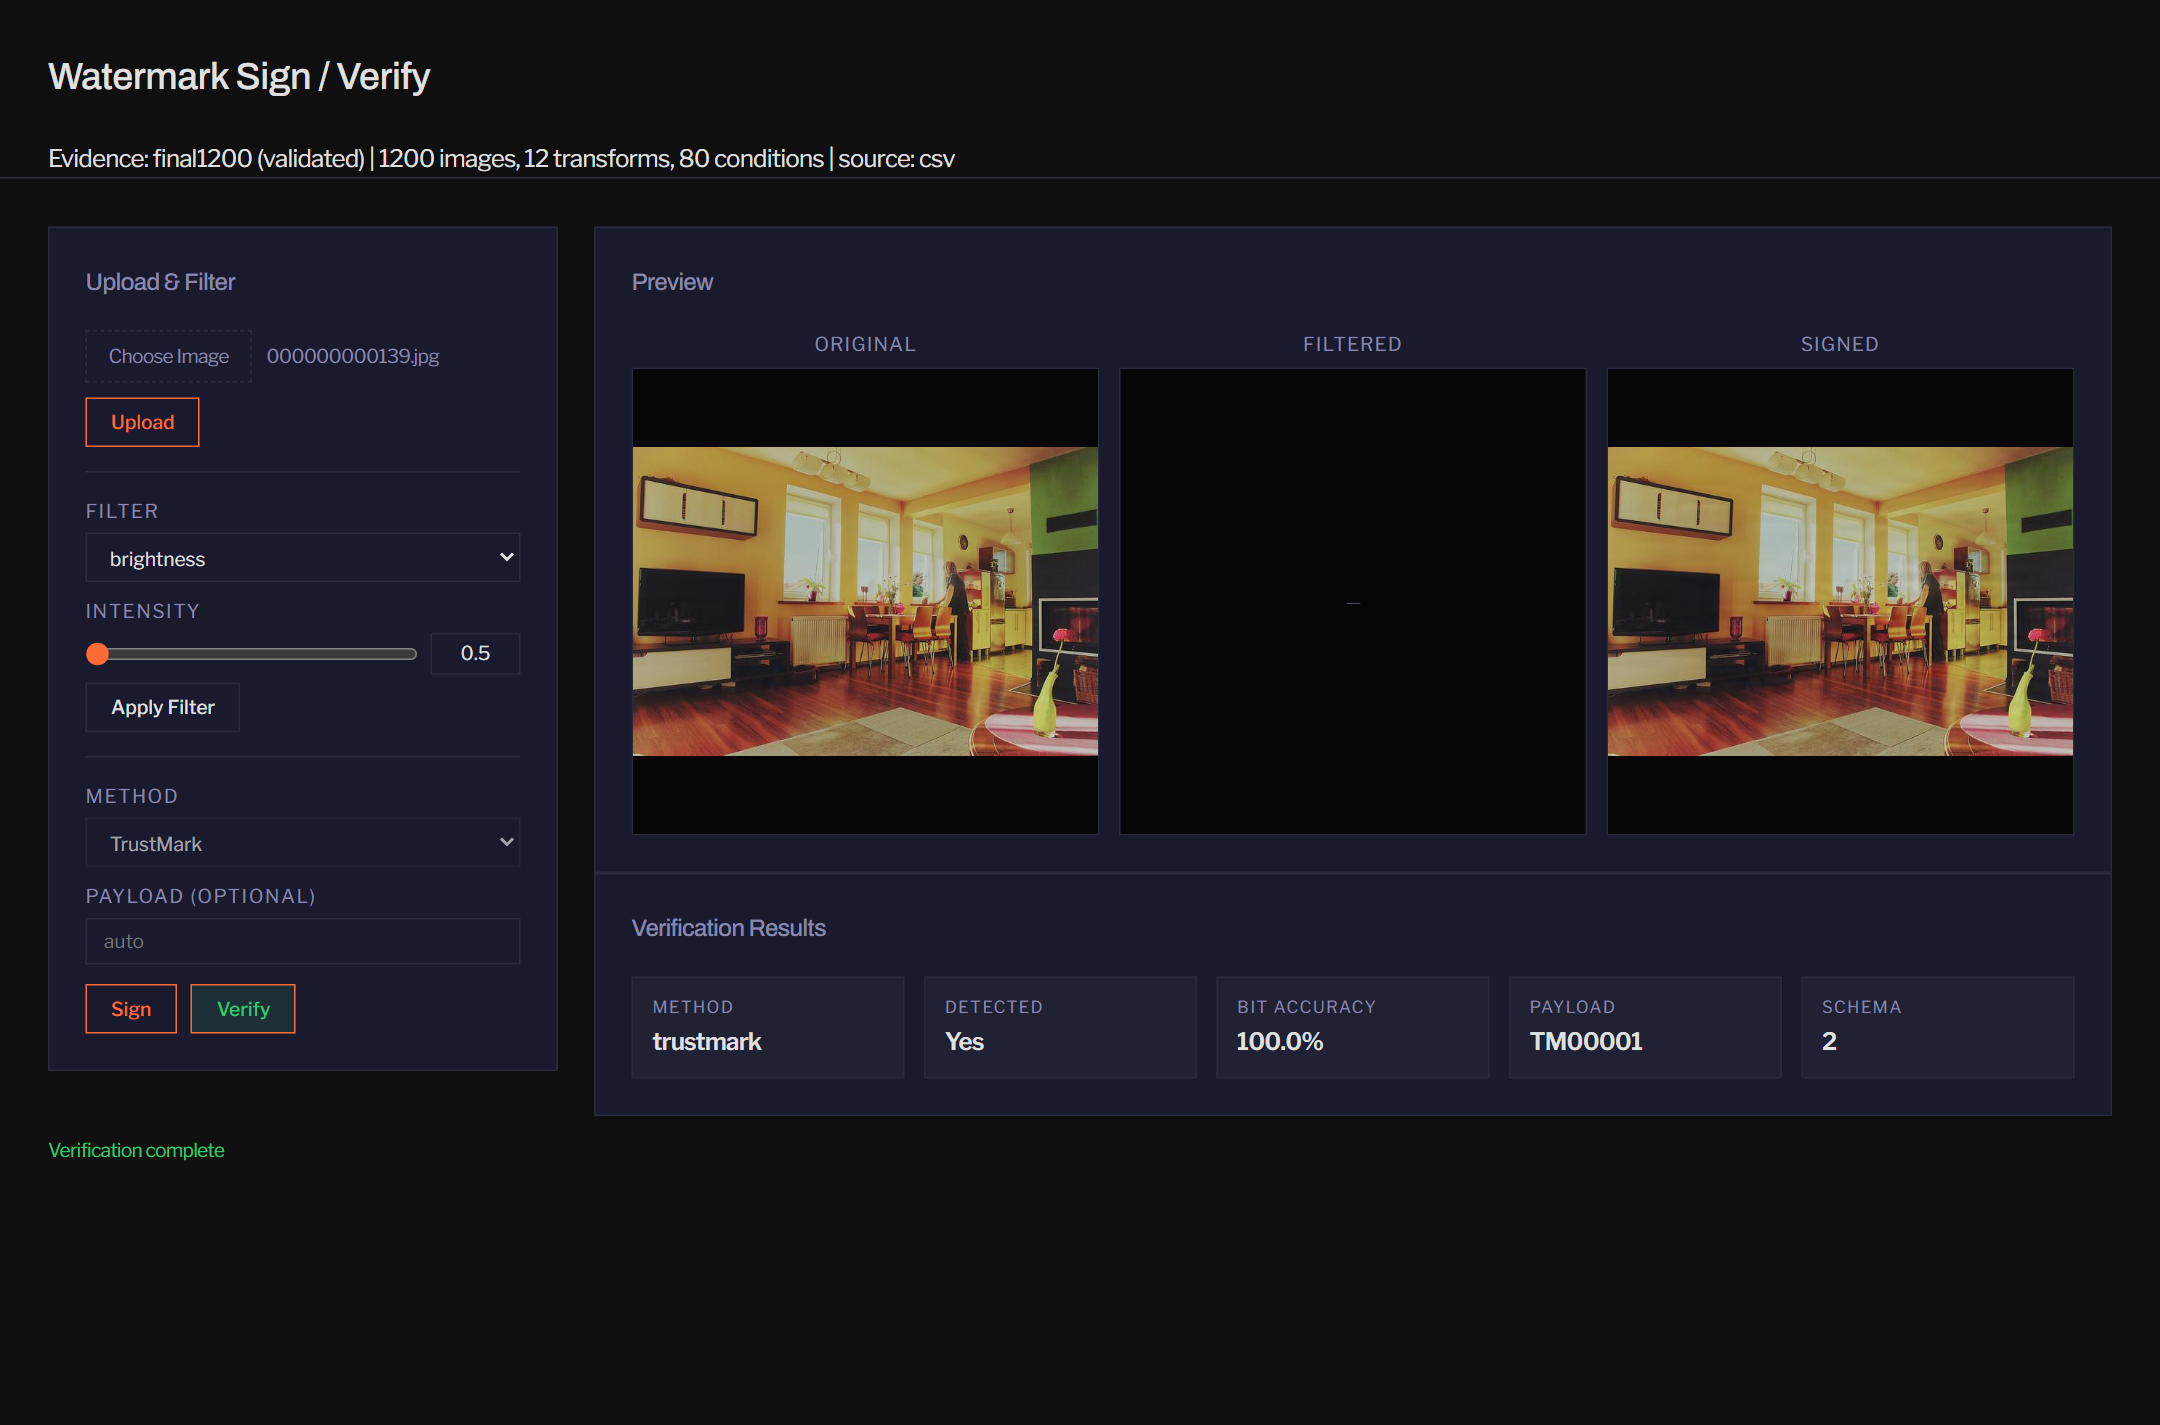 Watermark Sign / Verify
Evidence: final1200 (validated) | 1200 images, 12 transforms, 80 conditions | source: csv
Upload & Filter
Choose Image 000000000139.jpg
Upload
FILTER
brightness
INTENSITY
0.5
Apply Filter
METHOD
TrustMark
PAYLOAD (OPTIONAL)
auto
Sign Verify
Preview
ORIGINAL FILTERED SIGNED
—
Verification Results
METHOD
trustmark
DETECTED
Yes
BIT ACCURACY
100.0%
PAYLOAD
TM00001
SCHEMA
2
Verification complete